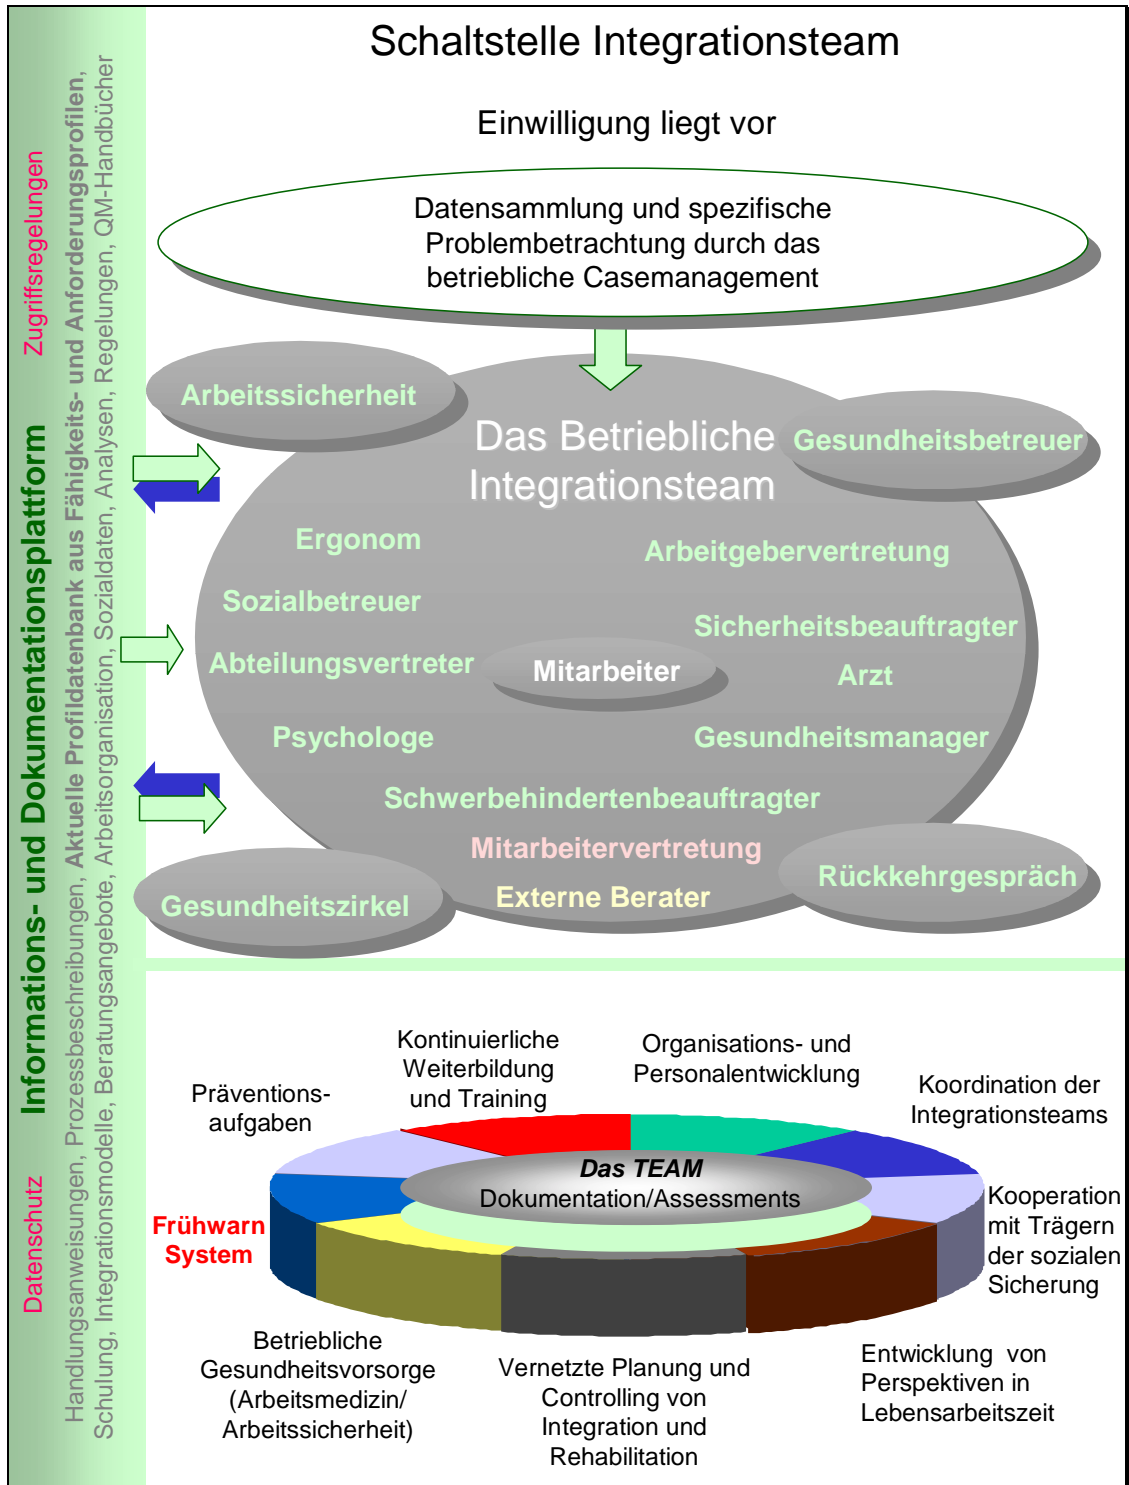 Schaltstelle Integrationsteam
Einwilligung liegt vor
Datensammlung und spezifische
Problembetrachtung durch das
betriebliche Casemanagement
Arbeitssicherheit
Das Betriebliche
Integrationsteam
Gesundheitsbetreuer
Ergonom
Arbeitgebervertretung
Sozialbetreuer
Sicherheitsbeauftragter
Abteilungsvertreter
Mitarbeiter
Arzt
Psychologe
Gesundheitsmanager
Schwerbehindertenbeauftragter
Mitarbeitervertretung
Rückkehrgespräch
Externe Berater
Gesundheitszirkel
Datenschutz
Informations- und Dokumentationsplattform
Zugriffsregelungen
Handlungsanweisungen, Prozessbeschreibungen, Aktuelle Profildatenbank aus Fähigkeits- und Anforderungsprofilen,
Schulung, Integrationsmodelle, Beratungsangebote, Arbeitsorganisation, Sozialdaten, Analysen, Regelungen, QM-Handbücher
Kontinuierliche
Weiterbildung
und Training
Organisations- und
Personalentwicklung
Präventions-
aufgaben
Koordination der
Integrationsteams
Das TEAM
Dokumentation/Assessments
Frühwarn
System
Kooperation
mit Trägern
der sozialen
Sicherung
Betriebliche
Gesundheitsvorsorge
(Arbeitsmedizin/
Arbeitssicherheit)
Vernetzte Planung und
Controlling von
Integration und
Rehabilitation
Entwicklung von
Perspektiven in
Lebensarbeitszeit